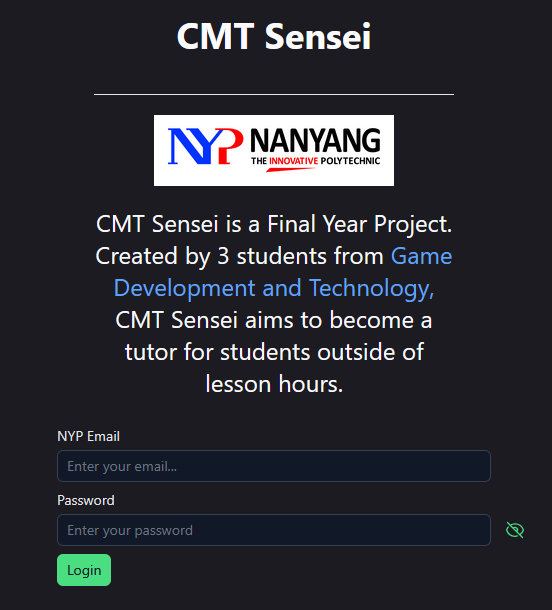 CMT Sensei
NYP NANYANG
THE INNOVATIVE POLYTECHNIC
CMT Sensei is a Final Year Project.
Created by 3 students from Game
Development and Technology,
CMT Sensei aims to become a
tutor for students outside of
lesson hours.
NYP Email
Enter your email...
Password
Enter your password
Login